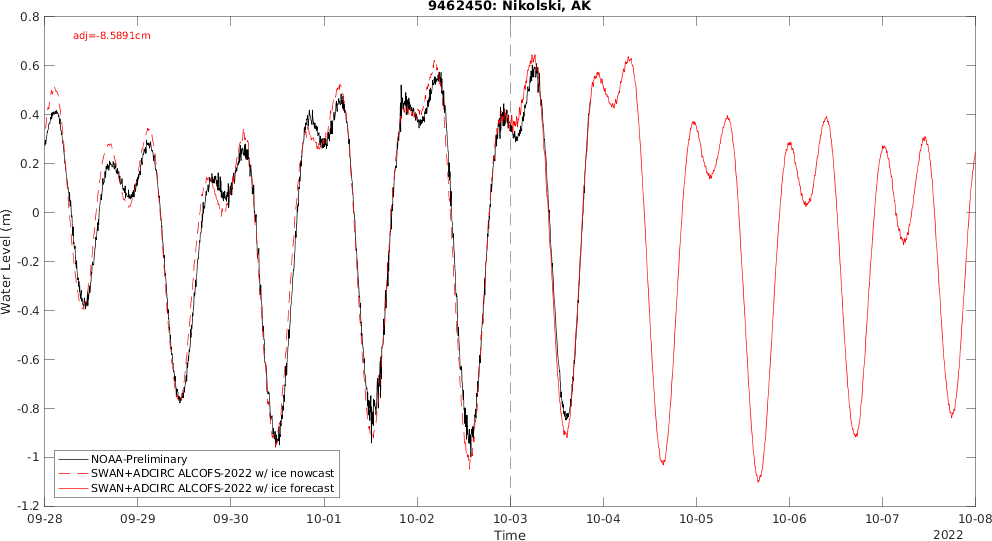 9462450: Nikolski, AK
adj=-8.5891cm
0.8
0.6
0.4
0.2
0
-0.2
-0.4
-0.6
-0.8
-1
-1.2
Water Level (m)
NOAA-Preliminary
SWAN+ADCIRC ALCOFS-2022 w/ ice nowcast
SWAN+ADCIRC ALCOFS-2022 w/ ice forecast
09-28 09-29 09-30 10-01 10-02 10-03 10-04 10-05 10-06 10-07 10-08
Time
2022